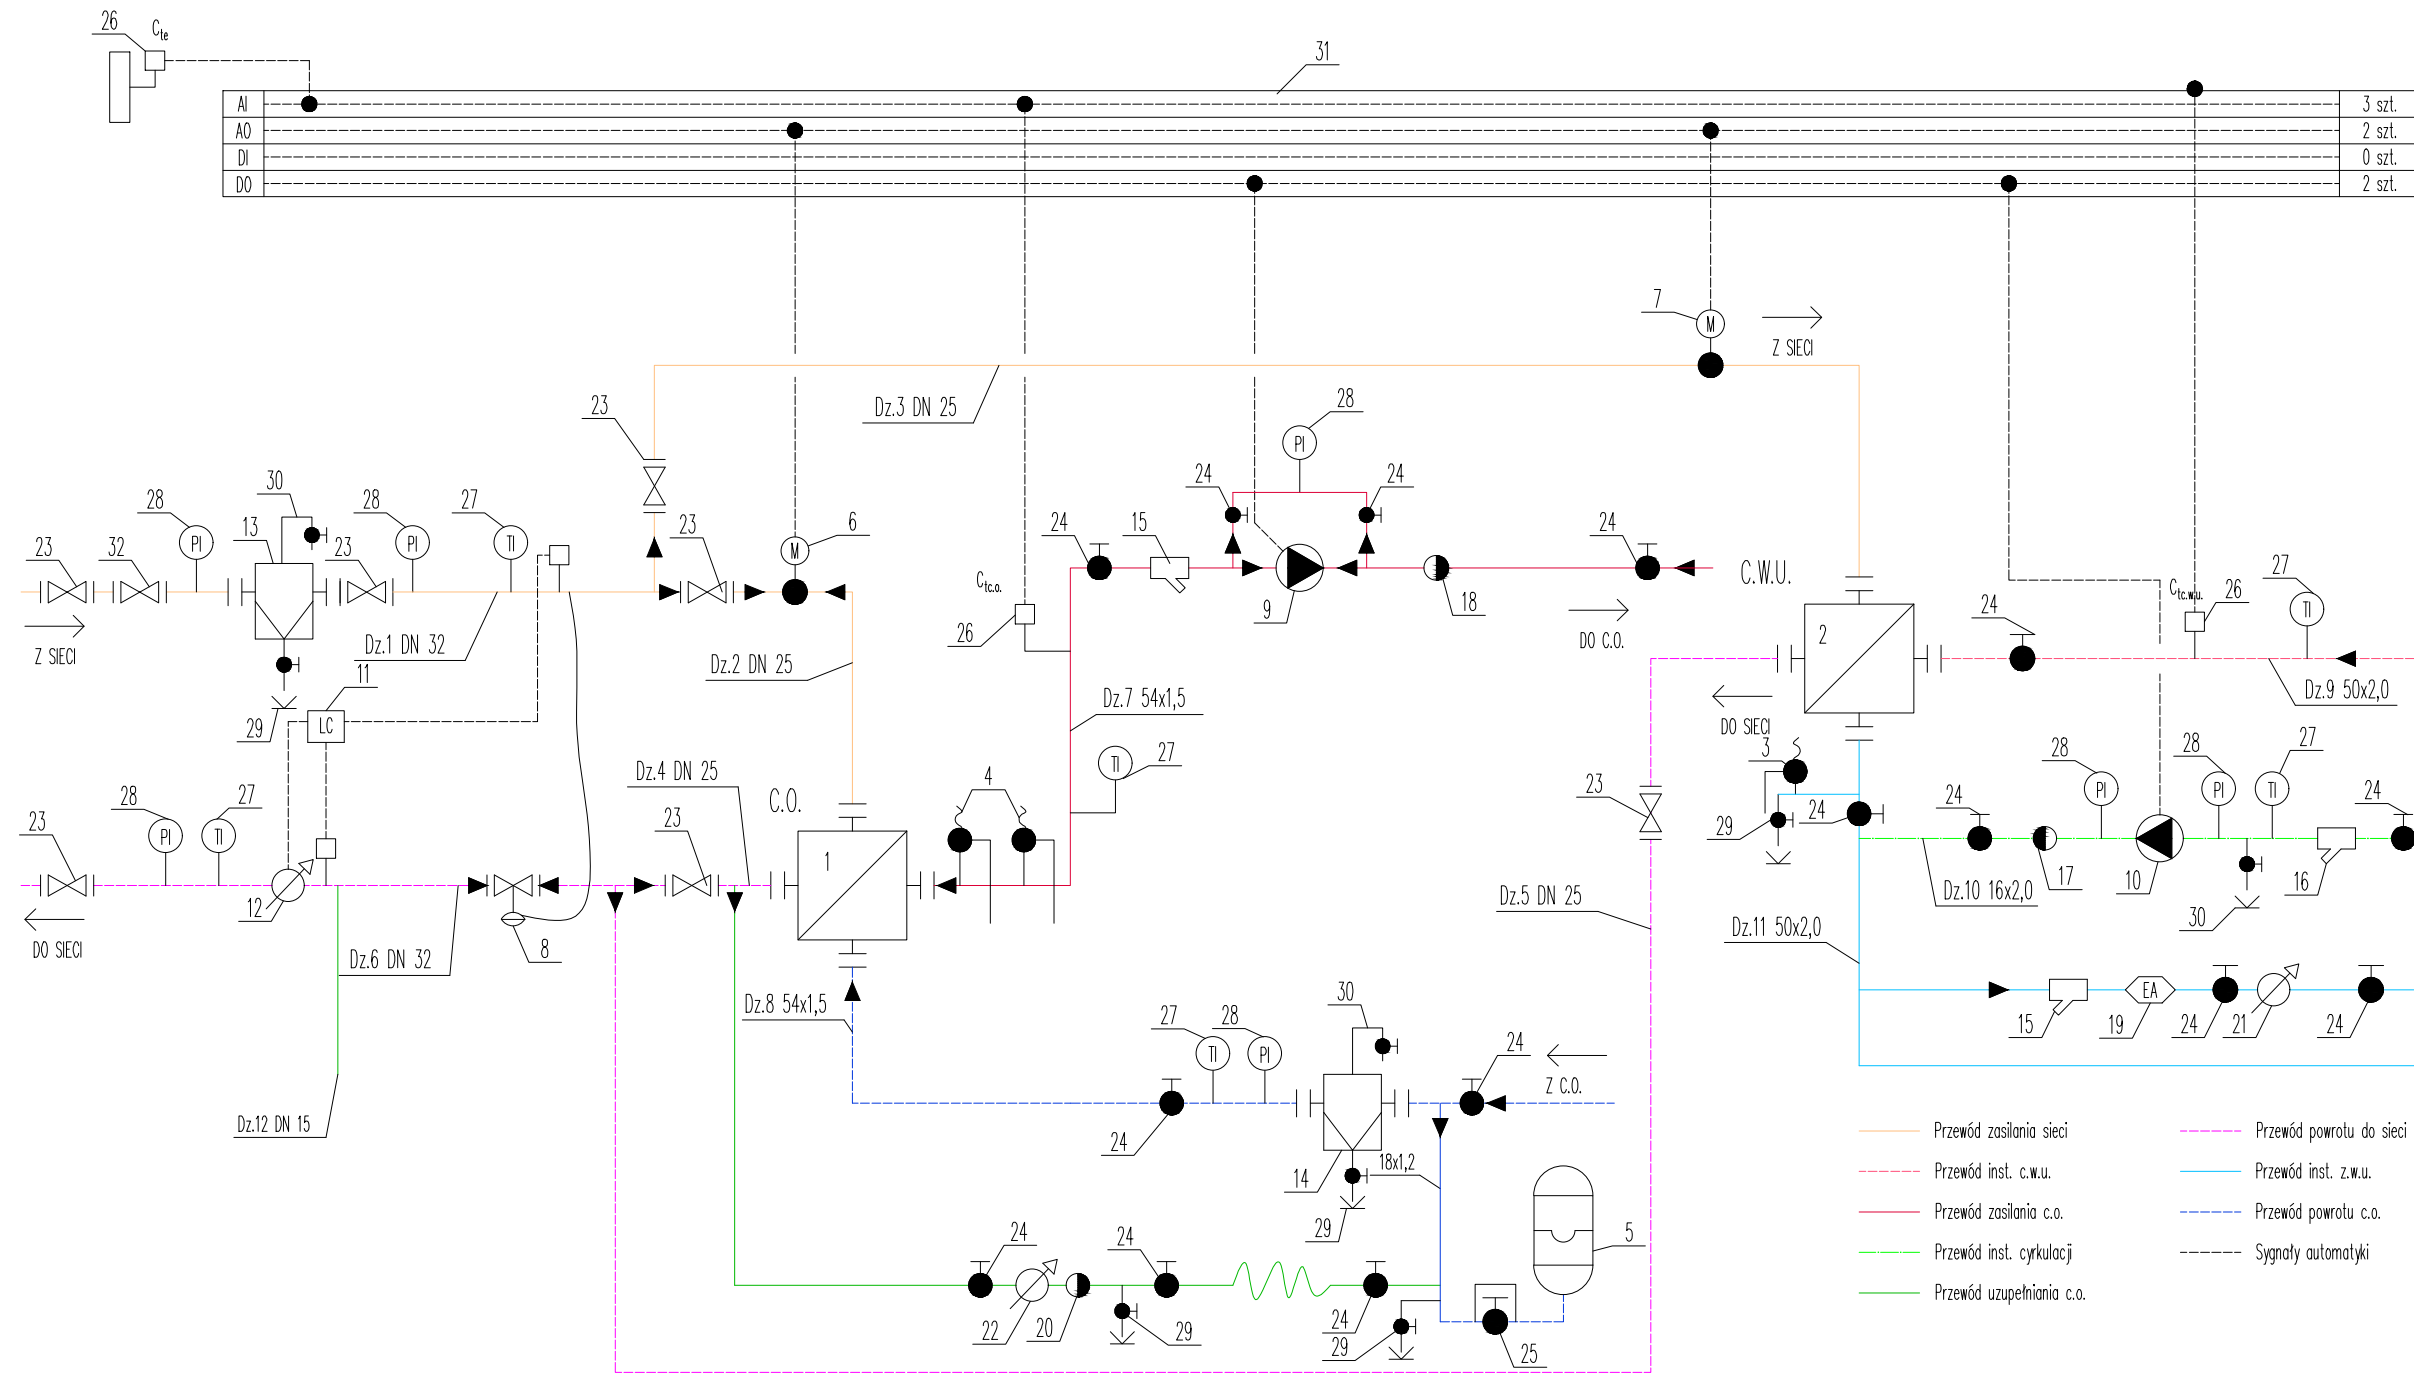 26
Cte
31
AI
3 szt.
AO
2 szt.
DI
0 szt.
DO
2 szt.
7
M
Z SIECI
23
Dz.3 DN 25
28
PI
30
28
28
27
13
PI
PI
TI
23
32
23
23
6
M
24
15
24
24
24
9
18
C.W.U.
DO C.O.
Ctc.o.
26
Z SIECI
Dz.1 DN 32
11
LC
29
Dz.2 DN 25
Dz.7 54x1,5
27
TI
2
24
Ctc.w.u.
26
27
TI
Dz.9 50x2,0
DO SIECI
3
28
PI
28
PI
27
TI
24
23
28
PI
27
TI
12
DO SIECI
Dz.6 DN 32
8
Dz.4 DN 25
23
C.O.
1
4
23
29
24
24
17
10
16
Dz.10 16x2,0
30
Dz.5 DN 25
Dz.11 50x2,0
15
EA
19
24
21
24
Dz.12 DN 15
Dz.8 54x1,5
27
TI
28
PI
30
24
Z C.O.
24
14
18x1,2
29
5
24
22
20
24
29
24
29
25
Przewód zasilania sieci
Przewód powrotu do sieci
Przewód inst. c.w.u.
Przewód inst. z.w.u.
Przewód zasilania c.o.
Przewód powrotu c.o.
Przewód inst. cyrkulacji
Sygnały automatyki
Przewód uzupełniania c.o.